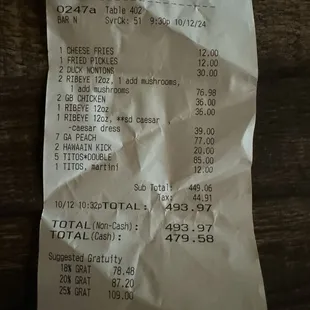 0247a Table 402
BAR N SvrCk: 51 9:30p 10/12/24
1 CHEESE FRIES 12.00
1 FRIED PICKLES 12.00
2 DUCK WONTONS 30.00
2 RIBEYE 12oz, 1 add mushrooms,
1 add mushrooms 76.98
2 GB CHICKEN 36.00
1 RIBEYE 12oz 36.00
1 RIBEYE 12oz, **sd caesar
-caesar dress 39.00
7 GA PEACH 77.00
2 HAWAIIN KICK 20.00
5 TITOS*DOUBLE 85.00
1 TITOS, martini 12.00
Sub Total: 449.06
Tax: 44.91
10/12 10:32p TOTAL: 493.97
TOTAL(Non-Cash): 493.97
TOTAL(Cash): 479.58
Suggested Gratuity
18% GRAT 78.48
20% GRAT 87.20
25% GRAT 109.00